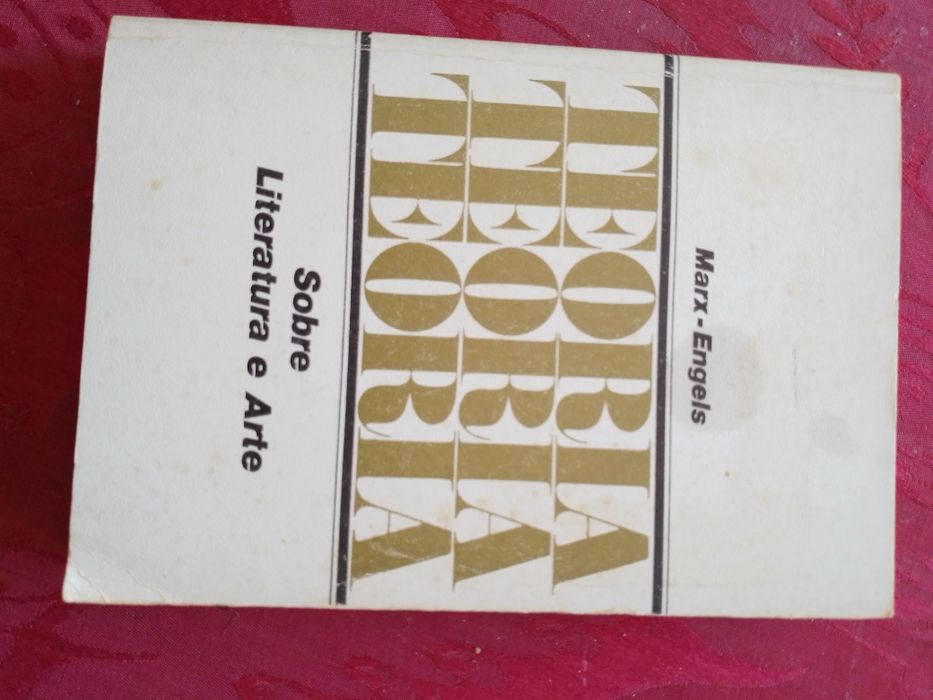 Marx - Engels
TEORIA
TEORIA
TEORIA
Sobre
Literatura e Arte